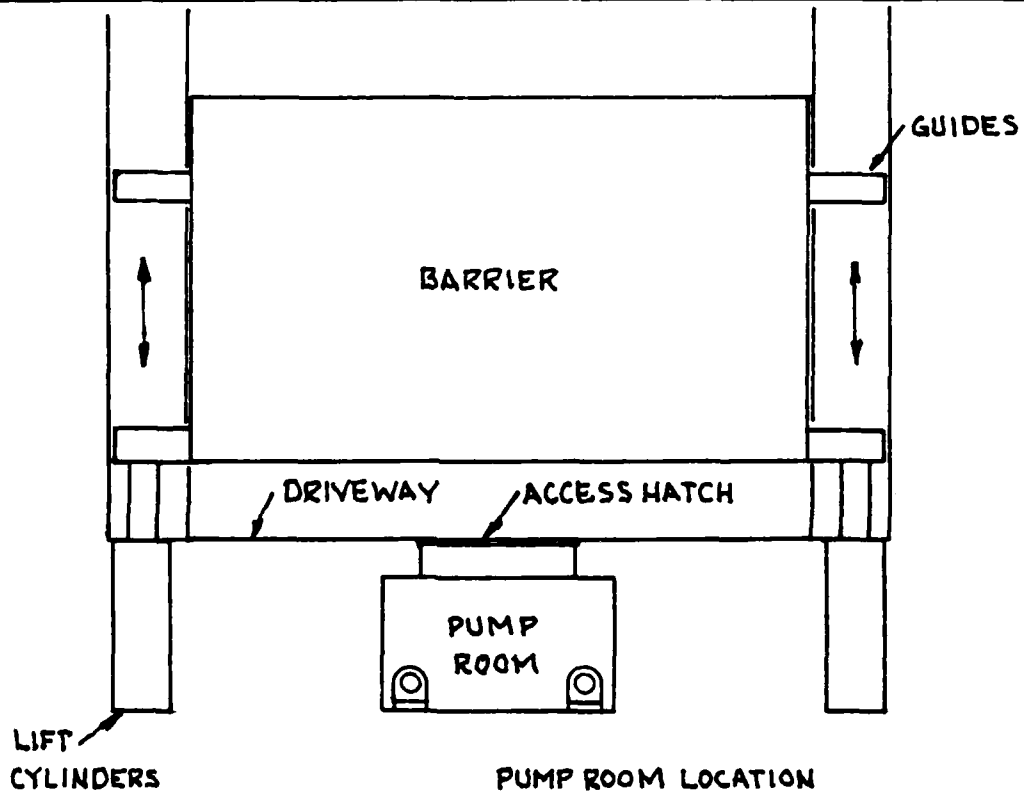 GUIDES
BARRIER
DRIVEWAY
ACCESS HATCH
PUMP
ROOM
LIFT
CYLINDERS
PUMP ROOM LOCATION